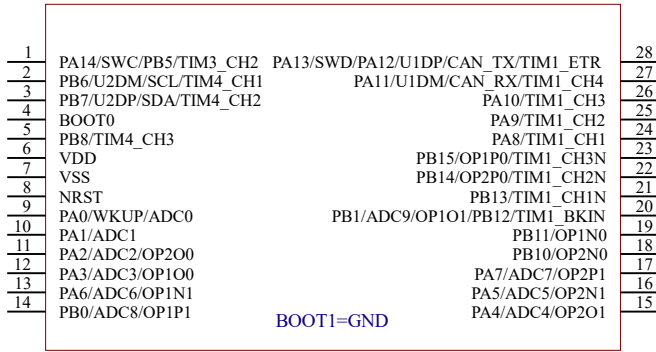 1 PA14/SWC/PB5/TIM3_CH2 PA13/SWD/PA12/U1DP/CAN_TX/TIM1_ETR 28
2 PB6/U2DM/SCL/TIM4_CH1 PA11/U1DM/CAN_RX/TIM1_CH4 27
3 PB7/U2DP/SDA/TIM4_CH2 PA10/TIM1_CH3 26
4 BOOT0 PA9/TIM1_CH2 25
5 PB8/TIM4_CH3 PA8/TIM1_CH1 24
6 VDD PB15/OP1P0/TIM1_CH3N 23
7 VSS PB14/OP2P0/TIM1_CH2N 22
8 NRST PB13/TIM1_CH1N 21
9 PA0/WKUP/ADC0 PB1/ADC9/OP1O1/PB12/TIM1_BKIN 20
10 PA1/ADC1 PB11/OP1N0 19
11 PA2/ADC2/OP2O0 PB10/OP2N0 18
12 PA3/ADC3/OP1O0 PA7/ADC7/OP2P1 17
13 PA6/ADC6/OP1N1 PA5/ADC5/OP2N1 16
14 PB0/ADC8/OP1P1 PA4/ADC4/OP2O1 15
BOOT1=GND